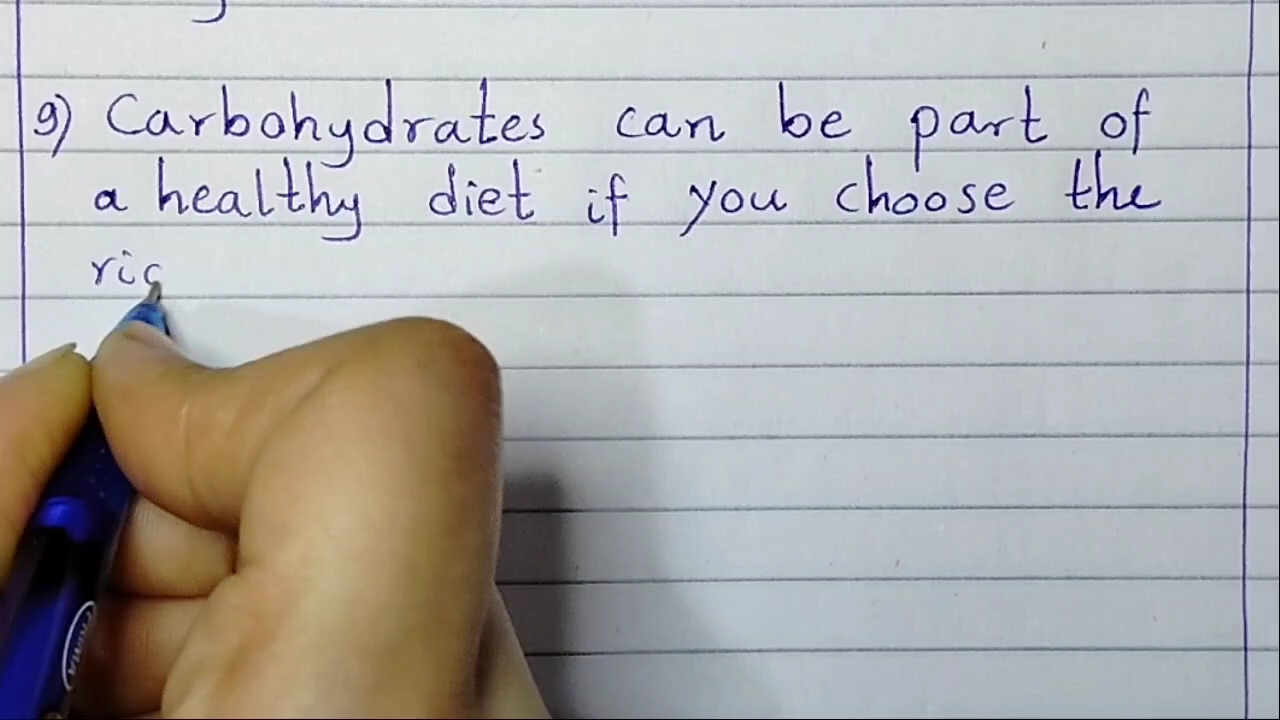 9) Carbohydrates can be part of
a healthy diet if you choose the
ric